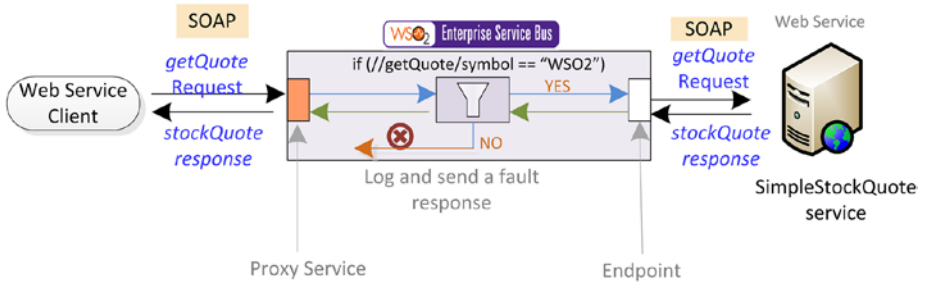 SOAP
getQuote
Request
stockQuote
response
Web Service
Client
WSO2 Enterprise Service Bus
if (//getQuote/symbol == “WSO2”)
YES
NO
Log and send a fault
response
Proxy Service
Endpoint
SOAP
getQuote
Request
stockQuote
response
Web Service
SimpleStockQuote
service